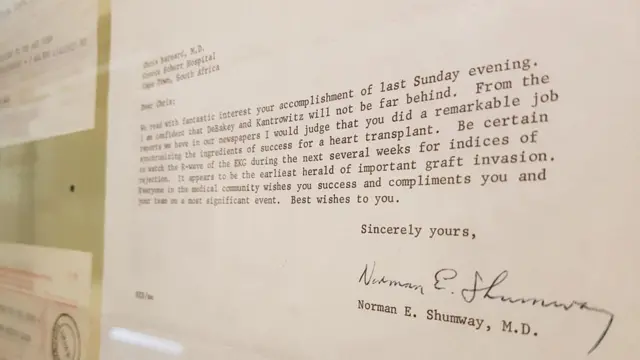 Chris Barnard, M.D.
Groote Schuur Hospital
Cape Town, South Africa
Dear Chris:
We read with fantastic interest your accomplishment of last Sunday evening.
I am confident that DeBakey and Kantrowitz will not be far behind. From the
reports we have in our newspapers I would judge that you did a remarkable job
synchronizing the ingredients of success for a heart transplant. Be certain
to watch the R-wave of the EKG during the next several weeks for indices of
rejection. It appears to be the earliest herald of important graft invasion.
Everyone in the medical community wishes you success and compliments you and
your team on a most significant event. Best wishes to you.
Sincerely yours,
Norman E. Shumway
Norman E. Shumway, M.D.